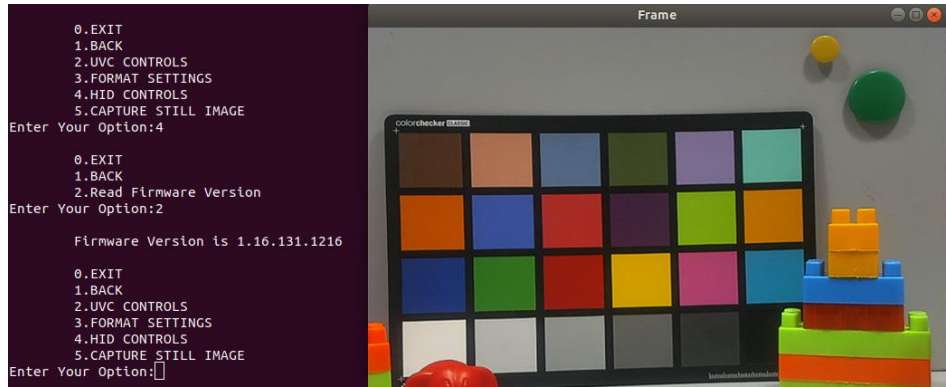 0.EXIT
1.BACK
2.UVC CONTROLS
3.FORMAT SETTINGS
4.HID CONTROLS
5.CAPTURE STILL IMAGE
Enter Your Option:4
0.EXIT
1.BACK
2.Read Firmware Version
Enter Your Option:2
Firmware Version is 1.16.131.1216
0.EXIT
1.BACK
2.UVC CONTROLS
3.FORMAT SETTINGS
4.HID CONTROLS
5.CAPTURE STILL IMAGE
Enter Your Option:
Frame
colorchecker CLASSIC